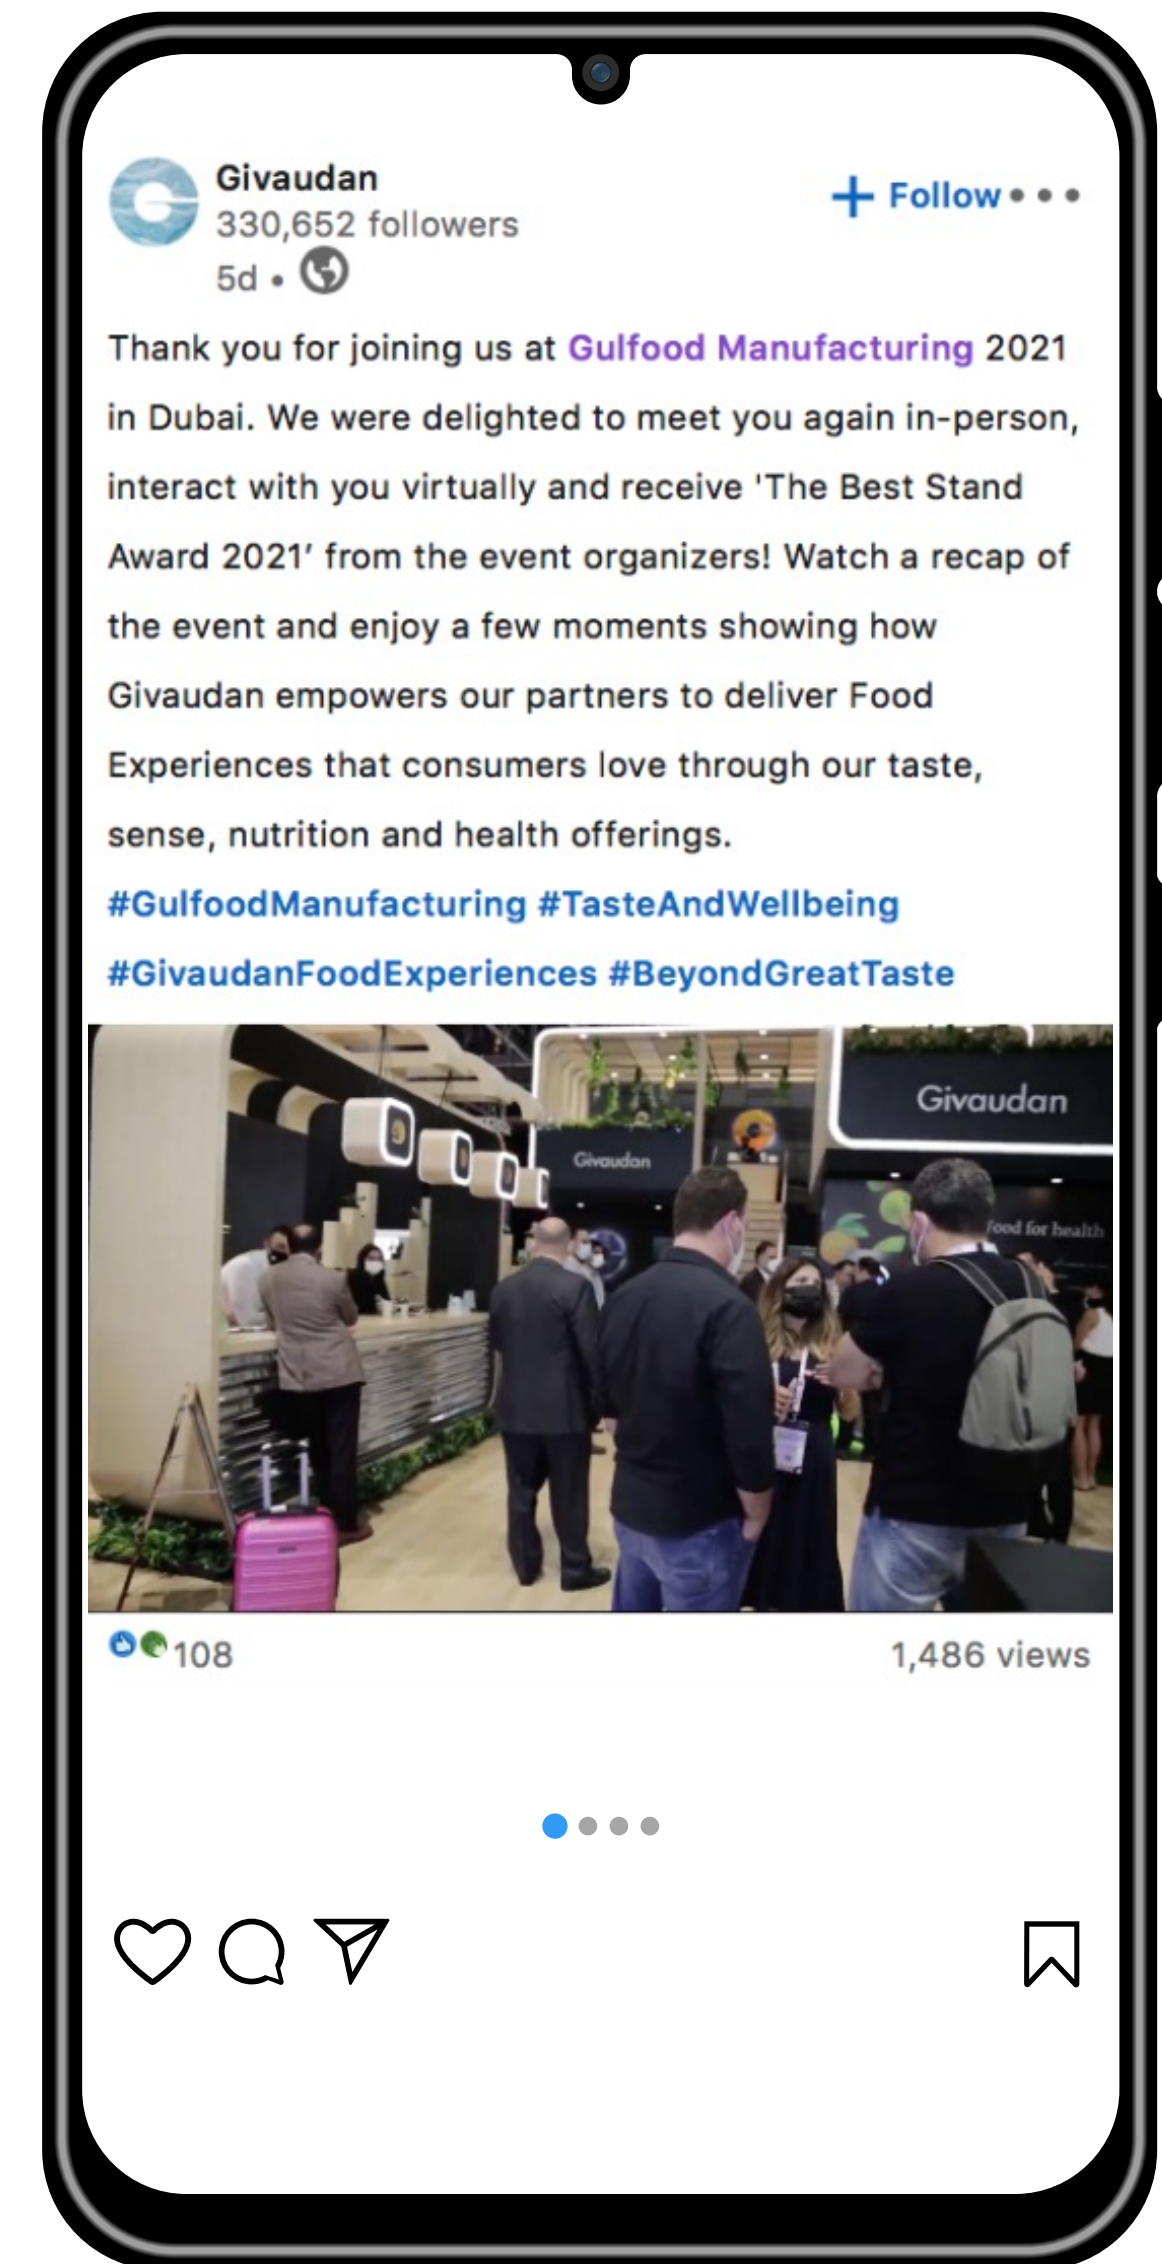 Givaudan
330,652 followers
5d •
+ Follow •••
Thank you for joining us at Gulfood Manufacturing 2021
in Dubai. We were delighted to meet you again in-person,
interact with you virtually and receive 'The Best Stand
Award 2021’ from the event organizers! Watch a recap of
the event and enjoy a few moments showing how
Givaudan empowers our partners to deliver Food
Experiences that consumers love through our taste,
sense, nutrition and health offerings.
#GulfoodManufacturing #TasteAndWellbeing
#GivaudanFoodExperiences #BeyondGreatTaste
Givaudan
Givaudan
Food for health
108
1,486 views